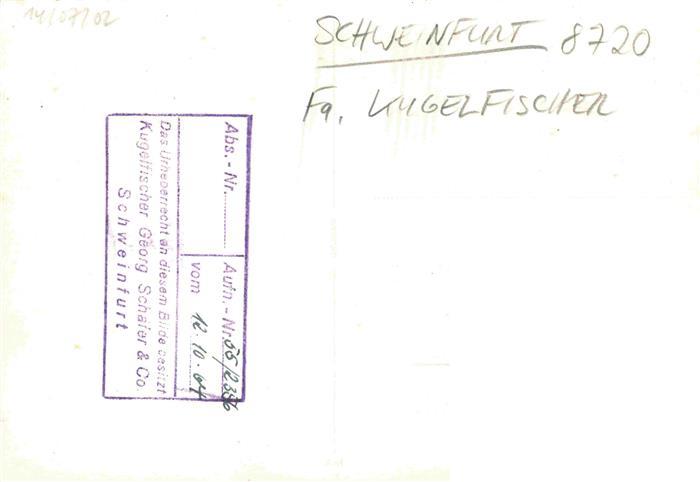 14/07/02
SCHWEINFURT 8720
Fa. KUGELFISCHER
Abs.-Nr.
Aufn.-Nr. 55/2356
vom 12.10.64
Das Urheberrecht an diesem Bilde besitzt
Kugelfischer Georg Schäfer & Co.
Schweinfurt